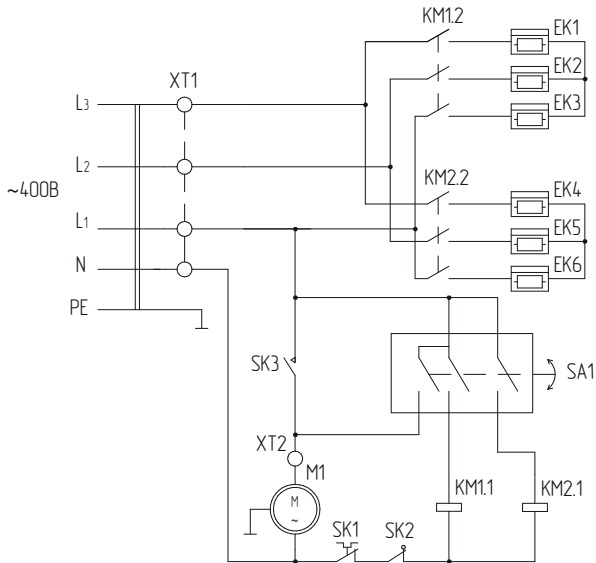 KM1.2
EK1
EK2
EK3
XT1
L3
L2
~400В
KM2.2
EK4
EK5
EK6
L1
N
PE
SK3
SA1
XT2
M1
M
~
KM1.1
KM2.1
SK1
SK2